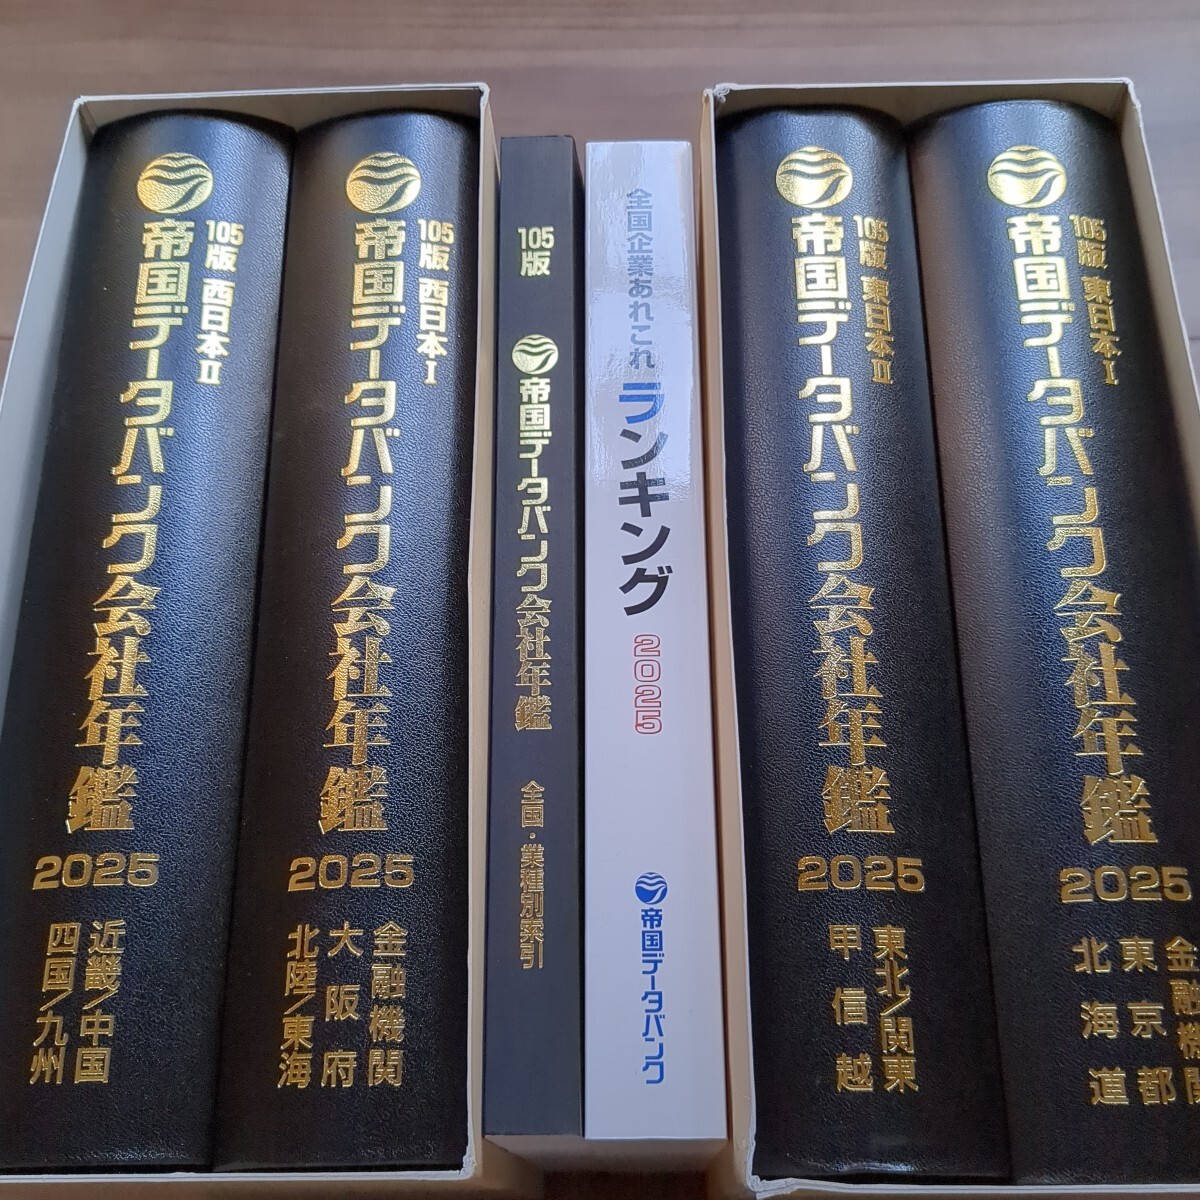 105版 西日本Ⅱ
帝国データバンク会社年鑑
2025
近畿/中国
四国/九州
105版 西日本Ⅰ
帝国データバンク会社年鑑
2025
金融機関
大阪府
北陸/東海
105版
帝国データバンク会社年鑑
全国・業種別索引
全国企業あれこれ
ランキング
2025
帝国データバンク
105版 東日本Ⅱ
帝国データバンク会社年鑑
2025
東北/関東
甲信越
105版 東日本Ⅰ
帝国データバンク会社年鑑
2025
金融機関
東京都
北海道